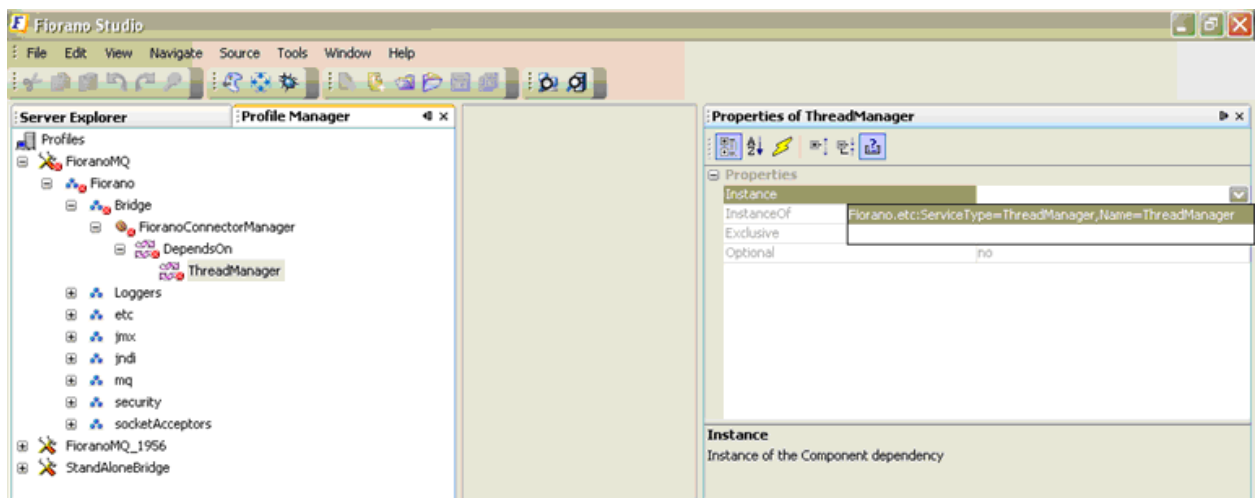 Fiorano Studio
File Edit View Navigate Source Tools Window Help
Server Explorer
Profile Manager
Profiles
FioranoMQ
Fiorano
Bridge
FioranoConnectorManager
DependsOn
ThreadManager
Loggers
etc
jmx
jndi
mq
security
socketAcceptors
FioranoMQ_1956
StandAloneBridge
Properties of ThreadManager
Properties
Instance
InstanceOf
Fiorano.etc:ServiceType=ThreadManager,Name=ThreadManager
Exclusive
Optional no
Instance
Instance of the Component dependency